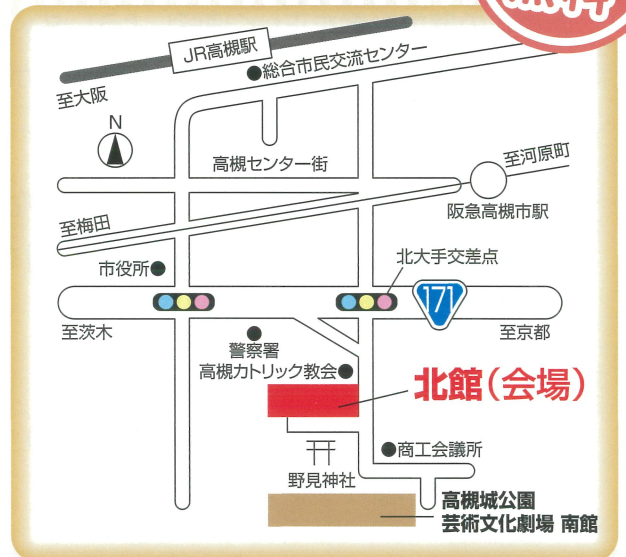 無料
JR高槻駅
総合市民交流センター
至大阪
N
高槻センター街
至河原町
阪急高槻市駅
至梅田
市役所
北大手交差点
171
至茨木
至京都
警察署
高槻カトリック教会
北館(会場)
商工会議所
野見神社
高槻城公園
芸術文化劇場 南館